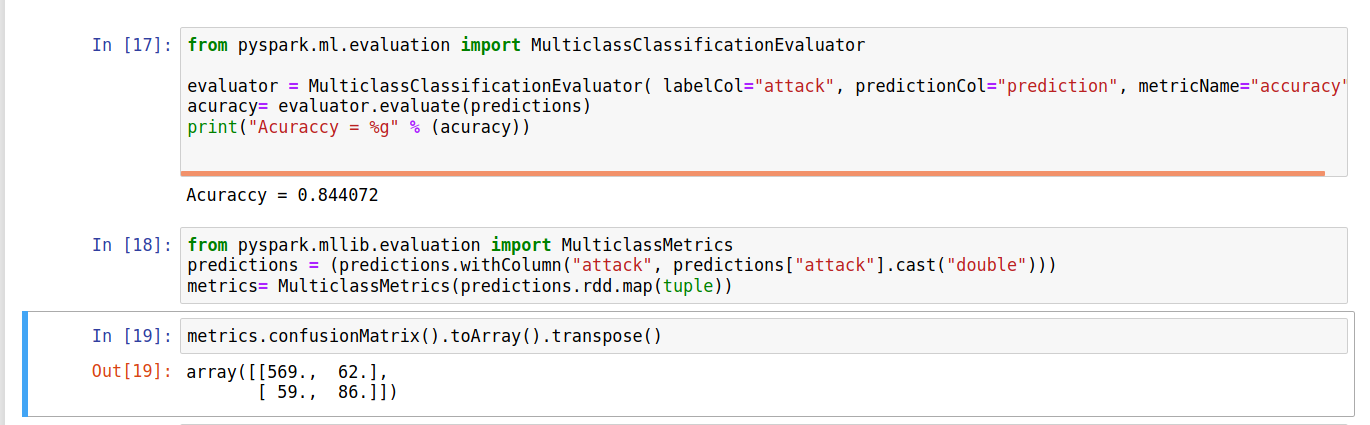 In [17]: from pyspark.ml.evaluation import MulticlassClassificationEvaluator
evaluator = MulticlassClassificationEvaluator( labelCol="attack", predictionCol="prediction", metricName="accuracy"
acuracy= evaluator.evaluate(predictions)
print("Acuraccy = %g" % (acuracy))
Acuraccy = 0.844072
In [18]: from pyspark.mllib.evaluation import MulticlassMetrics
predictions = (predictions.withColumn("attack", predictions["attack"].cast("double")))
metrics= MulticlassMetrics(predictions.rdd.map(tuple))
In [19]: metrics.confusionMatrix().toArray().transpose()
Out[19]: array([[569.,  62.],
       [ 59.,  86.]])